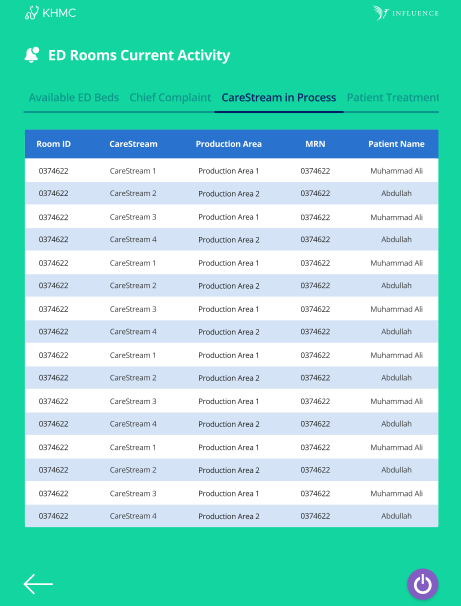 KHMC
INFLUENCE
ED Rooms Current Activity
Available ED Beds Chief Complaint CareStream in Process Patient Treatment
Room ID CareStream Production Area MRN Patient Name
0374622 CareStream 1 Production Area 1 0374622 Muhammad Ali
0374622 CareStream 2 Production Area 2 0374622 Abdullah
0374622 CareStream 3 Production Area 1 0374622 Muhammad Ali
0374622 CareStream 4 Production Area 2 0374622 Abdullah
0374622 CareStream 1 Production Area 1 0374622 Muhammad Ali
0374622 CareStream 2 Production Area 2 0374622 Abdullah
0374622 CareStream 3 Production Area 1 0374622 Muhammad Ali
0374622 CareStream 4 Production Area 2 0374622 Abdullah
0374622 CareStream 1 Production Area 1 0374622 Muhammad Ali
0374622 CareStream 2 Production Area 2 0374622 Abdullah
0374622 CareStream 3 Production Area 1 0374622 Muhammad Ali
0374622 CareStream 4 Production Area 2 0374622 Abdullah
0374622 CareStream 1 Production Area 1 0374622 Muhammad Ali
0374622 CareStream 2 Production Area 2 0374622 Abdullah
0374622 CareStream 3 Production Area 1 0374622 Muhammad Ali
0374622 CareStream 4 Production Area 2 0374622 Abdullah